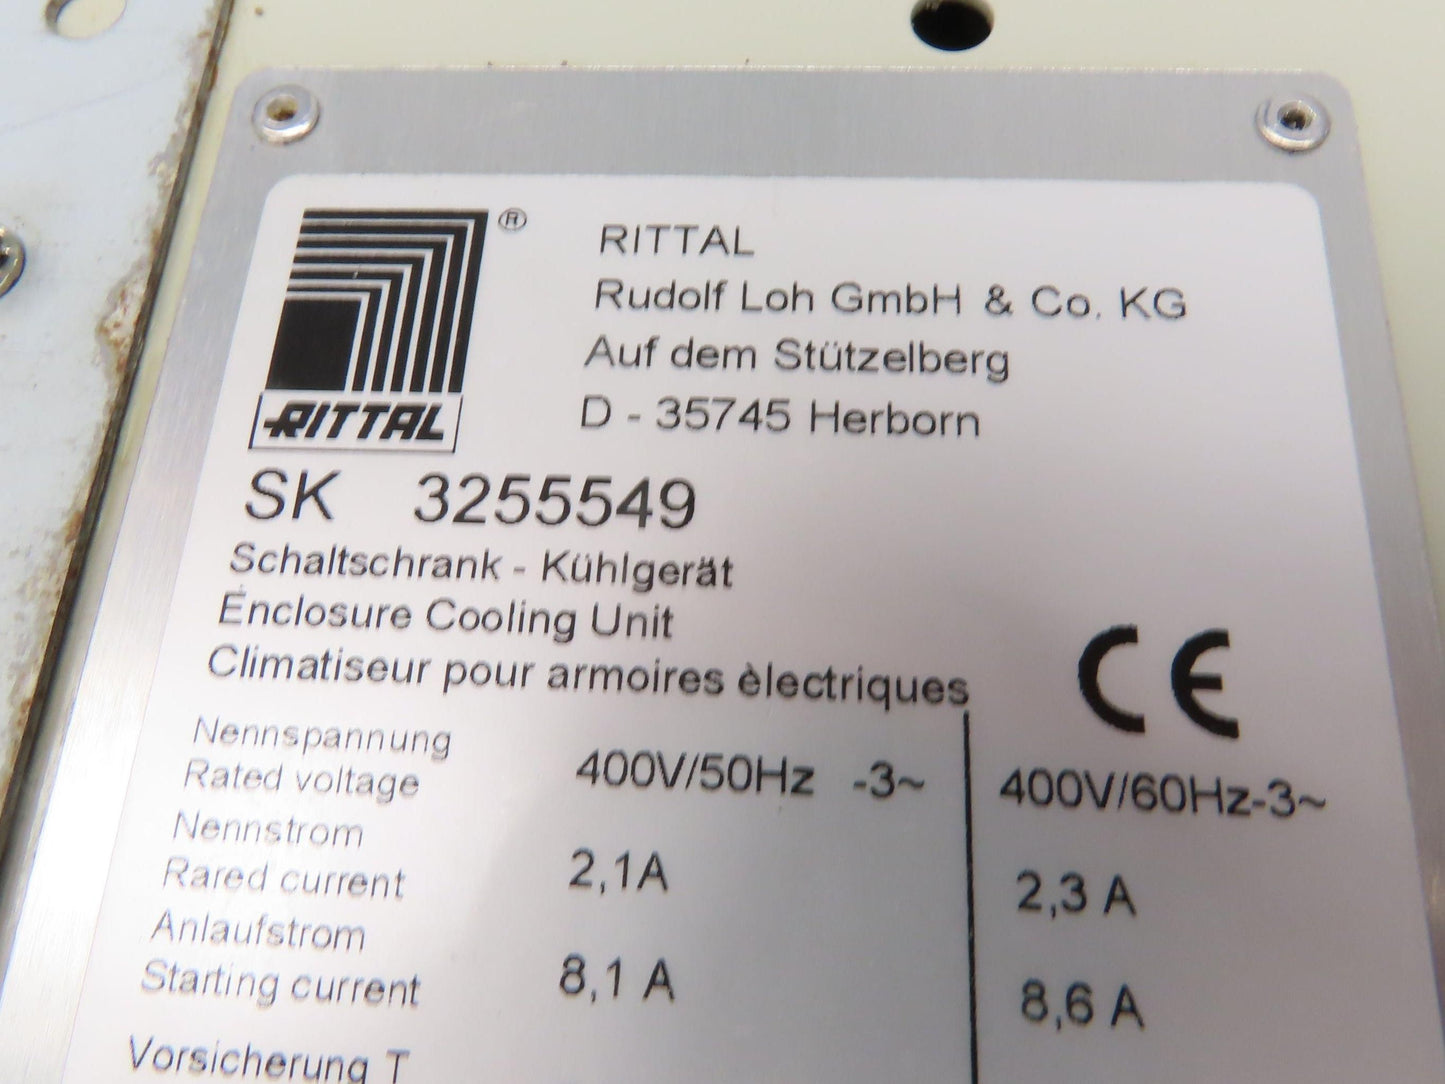 ®
RITTAL
RITTAL
Rudolf Loh GmbH & Co. KG
Auf dem Stützelberg
D - 35745 Herborn
SK 3255549
Schaltschrank - Kühlgerät
Enclosure Cooling Unit
Climatiseur pour armoires èlectriques
CE
Nennspannung
Rated voltage 400V/50Hz -3~ 400V/60Hz-3~
Nennstrom
Rared current 2,1A 2,3 A
Anlaufstrom
Starting current 8,1 A 8,6 A
Vorsicherung T